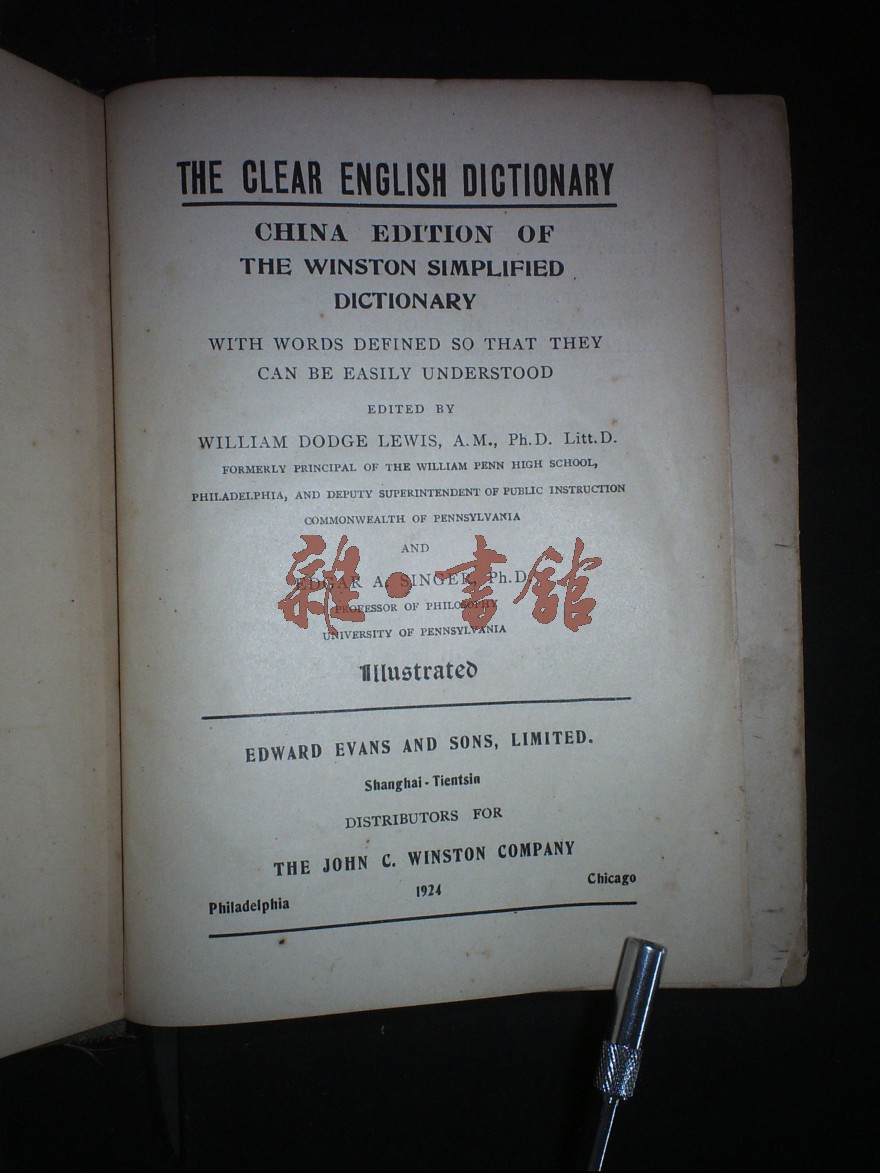 THE CLEAR ENGLISH DICTIONARY
CHINA EDITION OF
THE WINSTON SIMPLIFIED
DICTIONARY
WITH WORDS DEFINED SO THAT THEY
CAN BE EASILY UNDERSTOOD
EDITED BY
WILLIAM DODGE LEWIS, A.M., Ph.D. Litt.D.
FORMERLY PRINCIPAL OF THE WILLIAM PENN HIGH SCHOOL,
PHILADELPHIA, AND DEPUTY SUPERINTENDENT OF PUBLIC INSTRUCTION
COMMONWEALTH OF PENNSYLVANIA
AND
EDGAR A. SINGER, Ph.D.
雜·書館
PROFESSOR OF PHILOSOPHY
UNIVERSITY OF PENNSYLVANIA
Illustrated
EDWARD EVANS AND SONS, LIMITED.
Shanghai - Tientsin
DISTRIBUTORS FOR
THE JOHN C. WINSTON COMPANY
Philadelphia 1924 Chicago